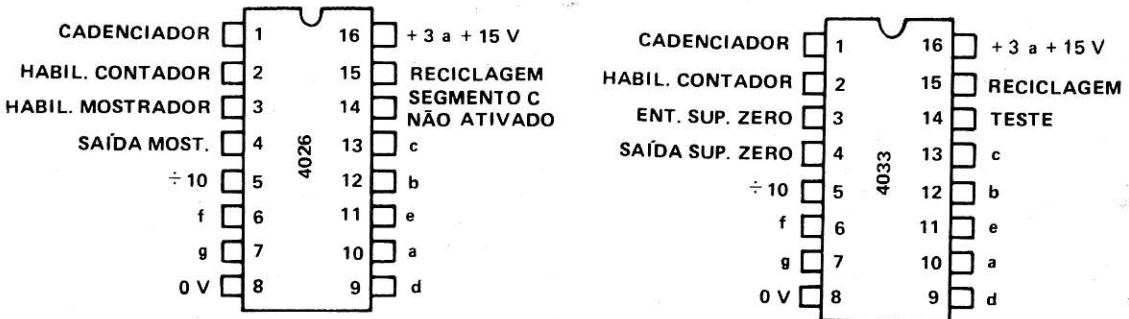 CADENCIADOR 1 16 + 3 a + 15 V
HABIL. CONTADOR 2 15 RECICLAGEM
HABIL. MOSTRADOR 3 14 SEGMENTO C
NÃO ATIVADO
SAÍDA MOST. 4 13 c
÷ 10 5 12 b
f 6 11 e
g 7 10 a
0 V 8 9 d
4026
CADENCIADOR 1 16 + 3 a + 15 V
HABIL. CONTADOR 2 15 RECICLAGEM
ENT. SUP. ZERO 3 14 TESTE
SAÍDA SUP. ZERO 4 13 c
÷ 10 5 12 b
f 6 11 e
g 7 10 a
0 V 8 9 d
4033